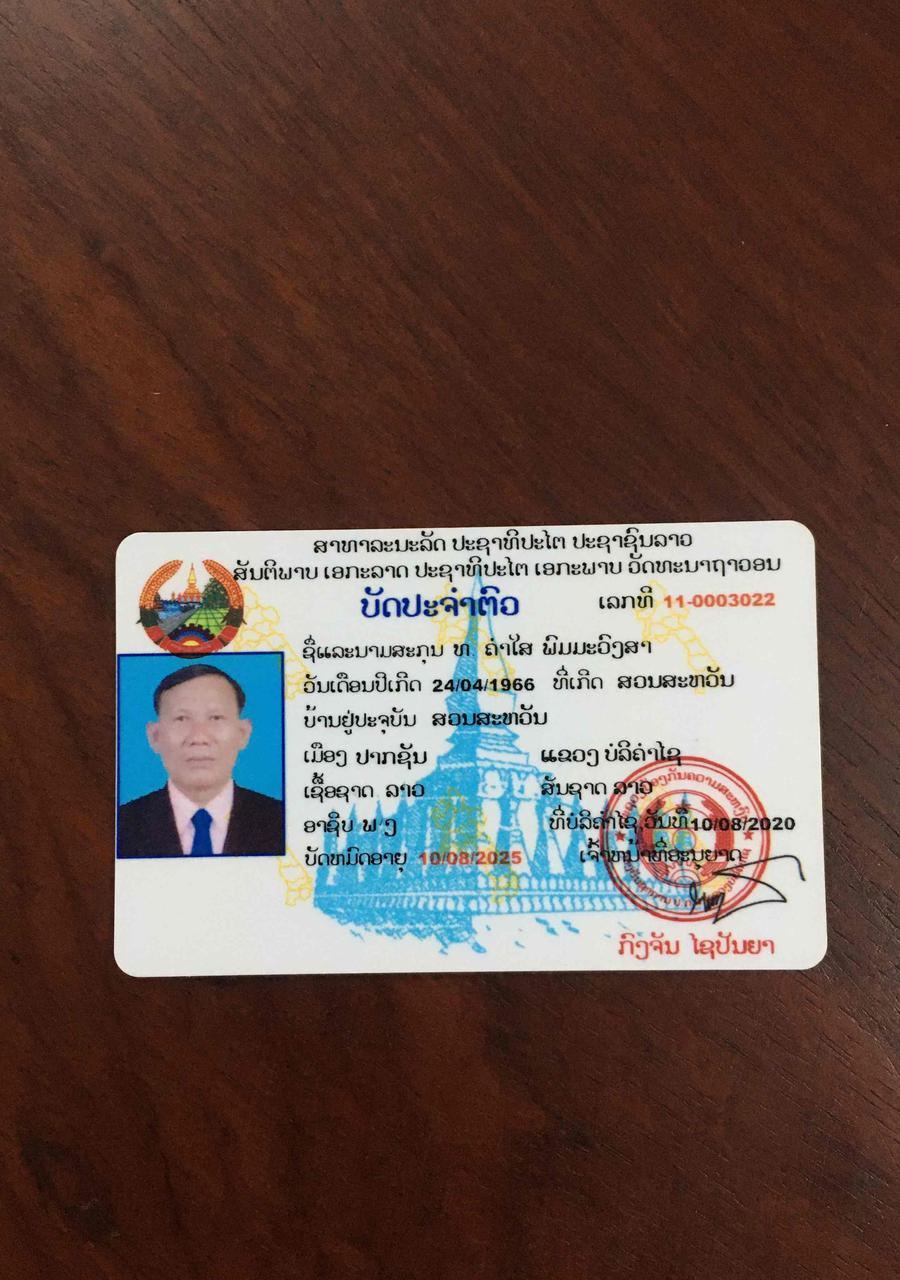 ສາທາລະນະລັດ ປະຊາທິປະໄຕ ປະຊາຊົນລາວ
ສັນຕິພາບ ເອກະລາດ ປະຊາທິປະໄຕ ເອກະພາບ ວັດທະນາຖາວອນ
ບັດປະຈຳຕົວ ເລກທີ 11-0003022
ຊື່ແລະນາມສະກຸນ ທ. ຄຳໄສ ພົມມະວົງສາ
ວັນເດືອນປີເກີດ 24/04/1966 ທີ່ເກີດ ສວນສະຫວັນ
ບ້ານຢູ່ປະຈຸບັນ ສວນສະຫວັນ
ເມືອງ ປາກຊັນ ແຂວງ ບໍລິຄຳໄຊ
ເຊື້ອຊາດ ລາວ ສັນຊາດ ລາວ
ອາຊີບ ພ/ງ ທີ່ບໍລິຄຳໄຊ,ວັນທີ 10/08/2020
ບັດຫມົດອາຍຸ 10/08/2025 ເຈົ້າຫນ້າທີ່ອະນຸຍາດ
ກົງຈັນ ໄຊປັນຍາ